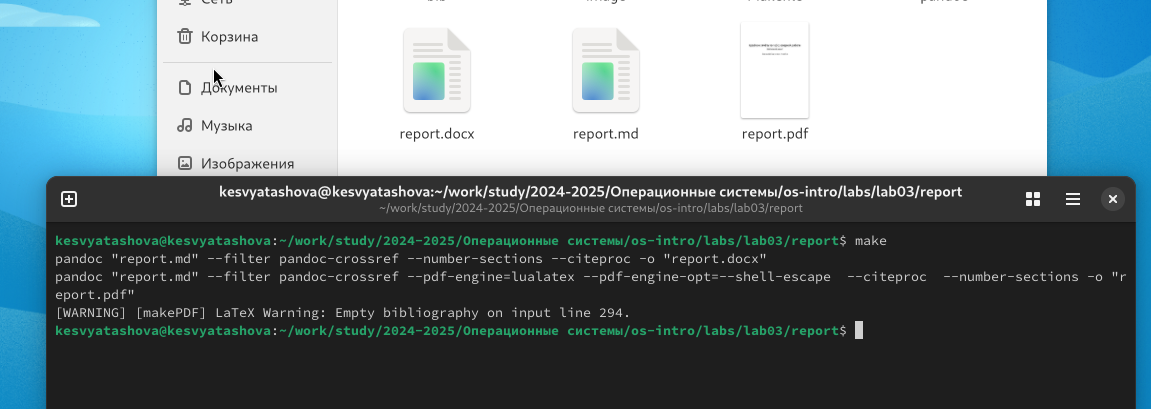 Сеть
Корзина
Документы
Музыка
Изображения
report.docx
report.md
report.pdf
kesvyatashova@kesvyatashova:~/work/study/2024-2025/Операционные системы/os-intro/labs/lab03/report
~/work/study/2024-2025/Операционные системы/os-intro/labs/lab03/report
kesvyatashova@kesvyatashova:~/work/study/2024-2025/Операционные системы/os-intro/labs/lab03/report$ make
pandoc "report.md" --filter pandoc-crossref --number-sections --citeproc -o "report.docx"
pandoc "report.md" --filter pandoc-crossref --pdf-engine=lualatex --pdf-engine-opt=--shell-escape  --citeproc  --number-sections -o "r
eport.pdf"
[WARNING] [makePDF] LaTeX Warning: Empty bibliography on input line 294.
kesvyatashova@kesvyatashova:~/work/study/2024-2025/Операционные системы/os-intro/labs/lab03/report$